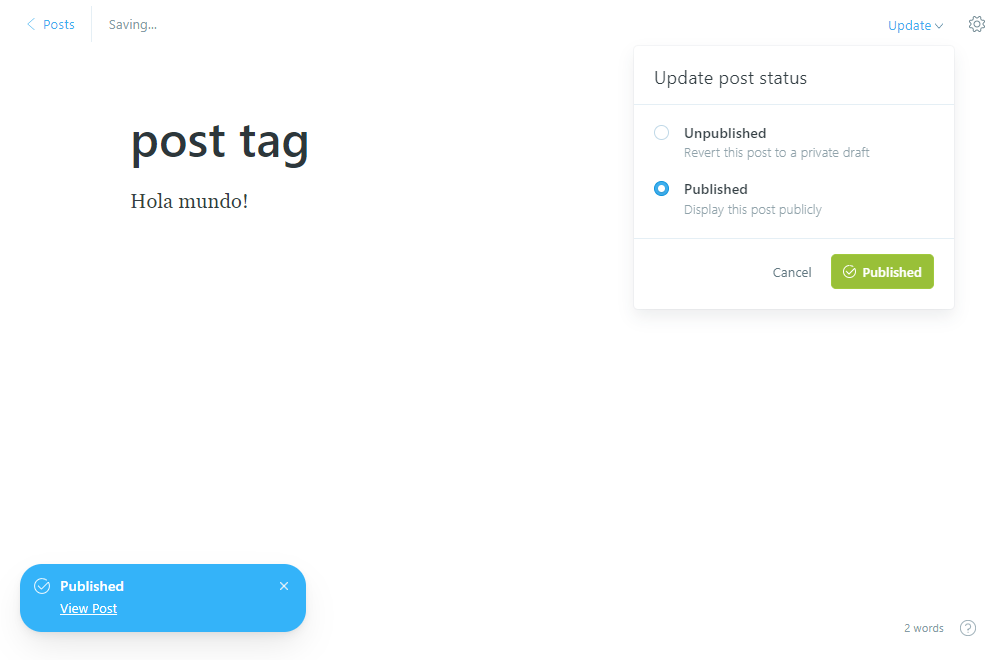 Posts
Saving...
Update
Update post status
Unpublished
Revert this post to a private draft
Published
Display this post publicly
Cancel
Published
post tag
Hola mundo!
Published
View Post
2 words
?